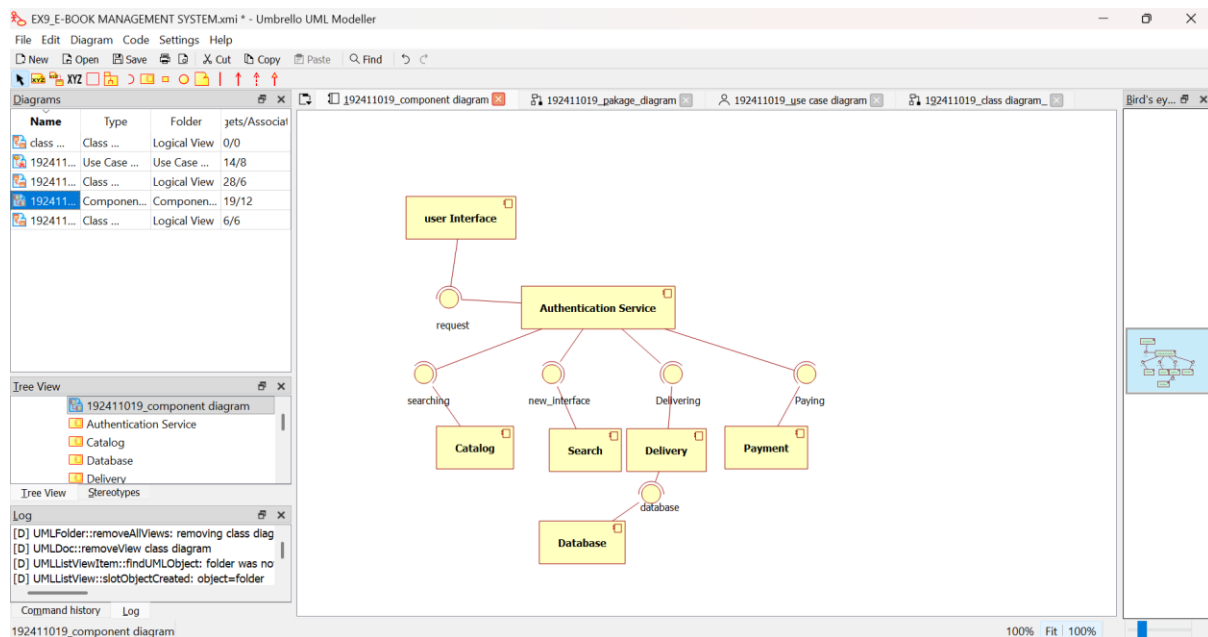 EX9_E-BOOK MANAGEMENT SYSTEM.xmi * - Umbrello UML Modeller
File Edit Diagram Code Settings Help
New Open Save Cut Copy Paste Find
XYZ XYZ
Diagrams
Name Type Folder gets/Associat
class ... Class ... Logical View 0/0
192411... Use Case ... Use Case ... 14/8
192411... Class ... Logical View 28/6
192411... Componen... Componen... 19/12
192411... Class ... Logical View 6/6
192411019_component diagram 192411019_pakage_diagram 192411019_use case diagram 192411019_class diagram_
Bird's ey...
user Interface
request
Authentication Service
searching new_interface Delivering Paying
Catalog Search Delivery Payment
database
Database
Tree View
192411019_component diagram
Authentication Service
Catalog
Database
Delivery
Tree View Stereotypes
Log
[D] UMLFolder::removeAllViews: removing class diag
[D] UMLDoc::removeView class diagram
[D] UMLListViewItem::findUMLObject: folder was no
[D] UMLListView::slotObjectCreated: object=folder
Command history Log
192411019_component diagram
100% Fit 100%